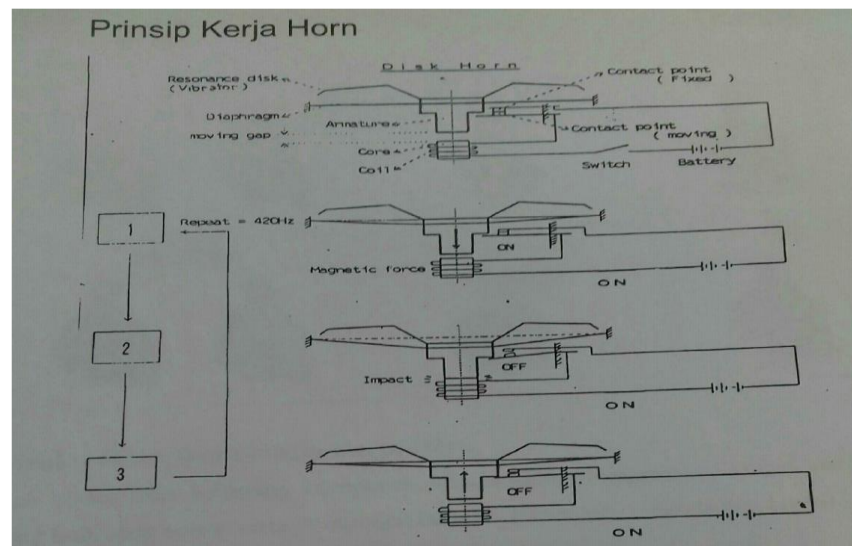 Prinsip Kerja Horn
Disk Horn
Resonance disk
(Vibrator)
Contact point
(Fixed)
Diaphragm
Armature
moving gap
Contact point
(moving)
Core
Coil
Switch
Battery
1
Repeat = 420Hz
ON
Magnetic force
ON
2
Impact
OFF
ON
3
OFF
ON